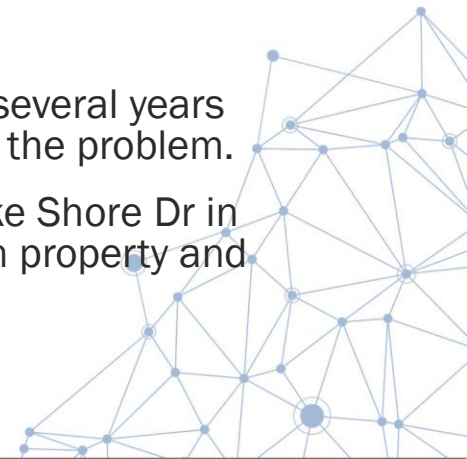 several years
the problem.
ke Shore Dr in
n property and